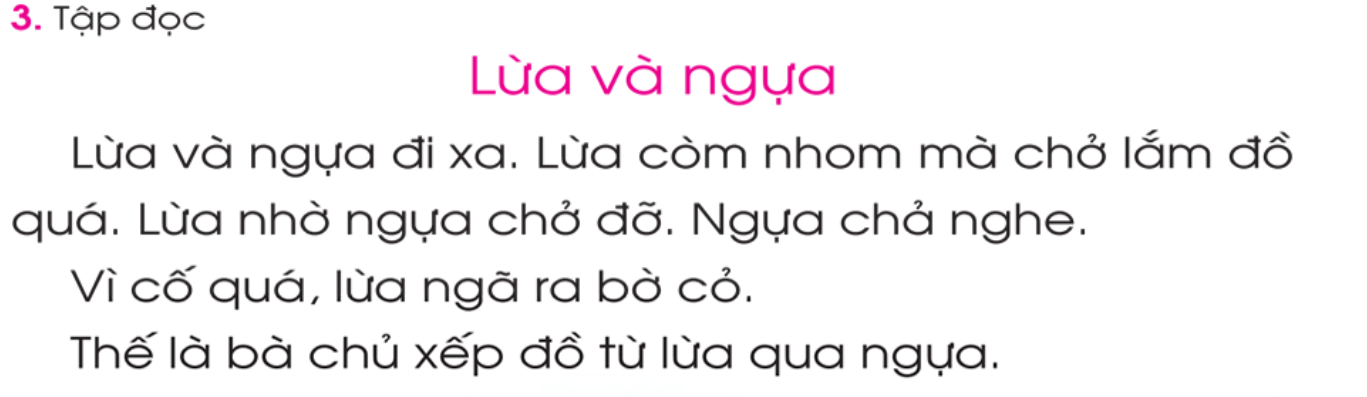 3. Tập đọc
Lừa và ngựa
Lừa và ngựa đi xa. Lừa còm nhom mà chở lắm đồ
quá. Lừa nhờ ngựa chở đỡ. Ngựa chả nghe.
Vì cố quá, lừa ngã ra bờ cỏ.
Thế là bà chủ xếp đồ từ lừa qua ngựa.